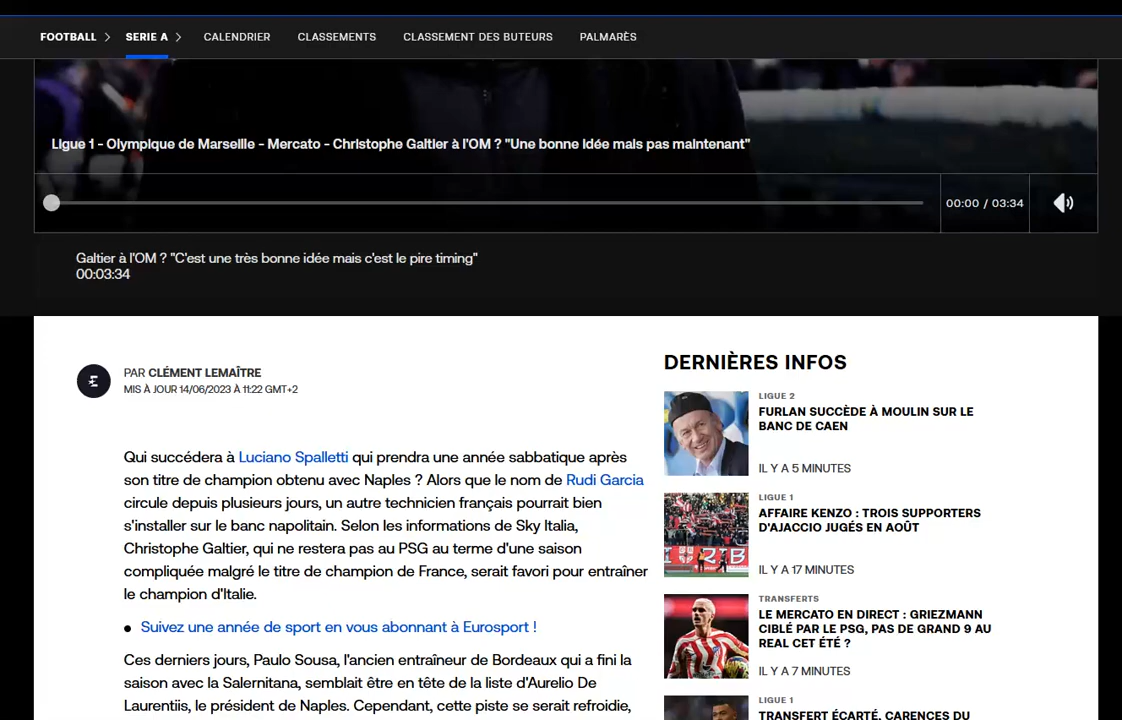 FOOTBALL
SERIE A
CALENDRIER
CLASSEMENTS
CLASSEMENT DES BUTEURS
PALMARÈS
Ligue 1 - Olympique de Marseille - Mercato - Christophe Galtier à l'OM ? "Une bonne idée mais pas maintenant"
00:00 / 03:34
Galtier à l'OM ? "C'est une très bonne idée mais c'est le pire timing"
00:03:34
PAR CLÉMENT LEMAÎTRE
MIS À JOUR 14/06/2023 À 11:22 GMT+2
Qui succédera à Luciano Spalletti qui prendra une année sabbatique après
son titre de champion obtenu avec Naples ? Alors que le nom de Rudi Garcia
circule depuis plusieurs jours, un autre technicien français pourrait bien
s'installer sur le banc napolitain. Selon les informations de Sky Italia,
Christophe Galtier, qui ne restera pas au PSG au terme d'une saison
compliquée malgré le titre de champion de France, serait favori pour entraîner
le champion d'Italie.
Suivez une année de sport en vous abonnant à Eurosport !
Ces derniers jours, Paulo Sousa, l'ancien entraîneur de Bordeaux qui a fini la
saison avec la Salernitana, semblait être en tête de la liste d'Aurelio De
Laurentiis, le président de Naples. Cependant, cette piste se serait refroidie,
DERNIÈRES INFOS
LIGUE 2
FURLAN SUCCÈDE À MOULIN SUR LE
BANC DE CAEN
IL Y A 5 MINUTES
LIGUE 1
AFFAIRE KENZO : TROIS SUPPORTERS
D'AJACCIO JUGÉS EN AOÛT
IL Y A 17 MINUTES
TRANSFERTS
LE MERCATO EN DIRECT : GRIEZMANN
CIBLÉ PAR LE PSG, PAS DE GRAND 9 AU
REAL CET ÉTÉ ?
IL Y A 7 MINUTES
LIGUE 1
TRANSFERT ÉCARTÉ, CARENCES DU